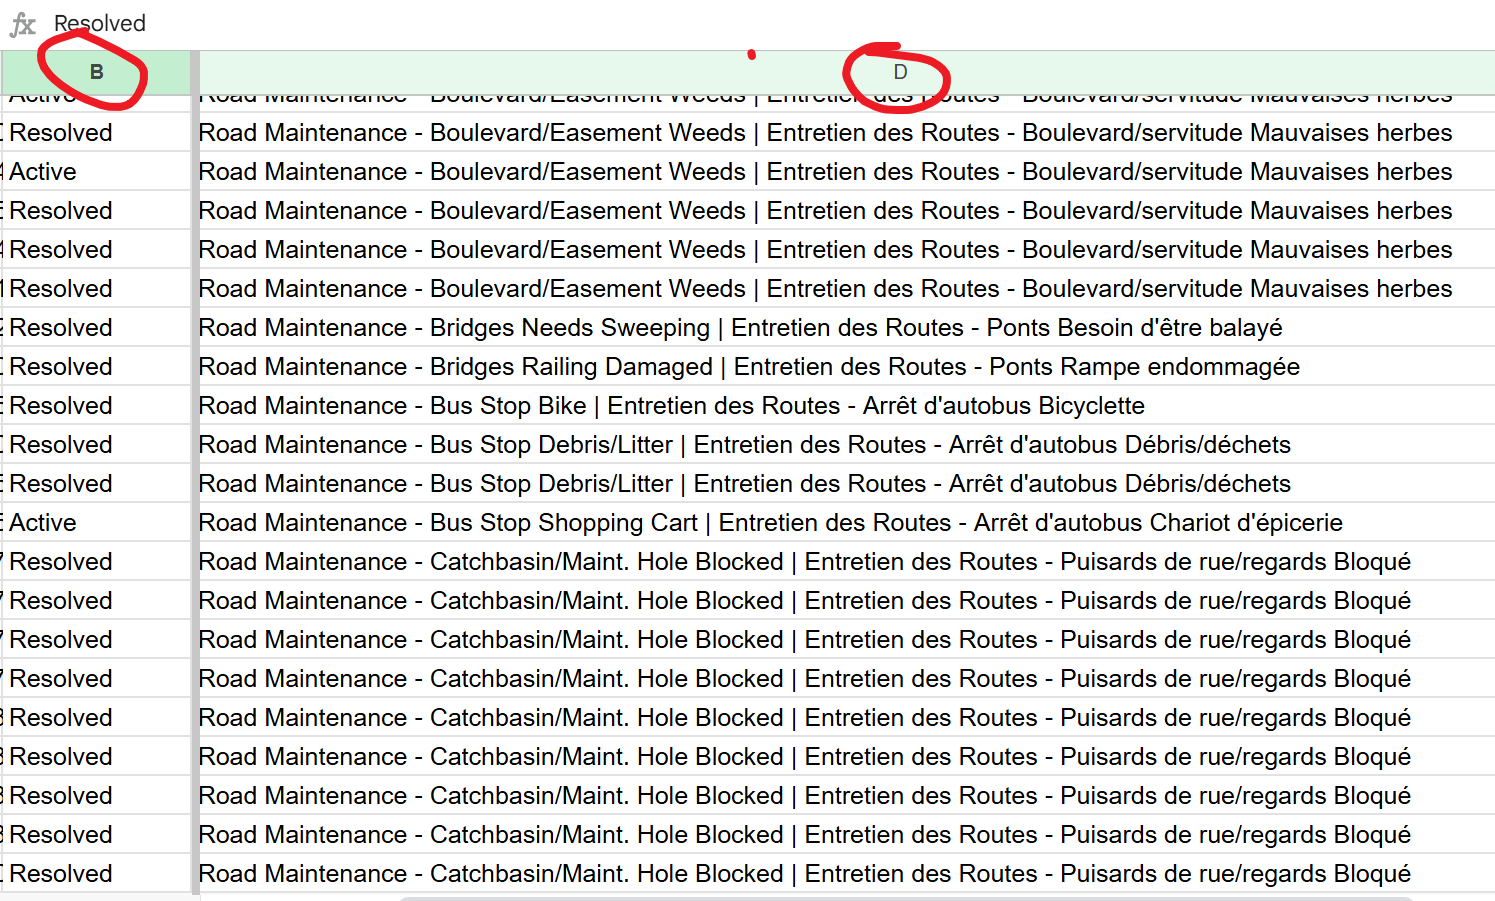 fx Resolved
B D
Active Road Maintenance - Boulevard/Easement Weeds | Entretien des Routes - Boulevard/servitude Mauvaises herbes
Resolved Road Maintenance - Boulevard/Easement Weeds | Entretien des Routes - Boulevard/servitude Mauvaises herbes
Active Road Maintenance - Boulevard/Easement Weeds | Entretien des Routes - Boulevard/servitude Mauvaises herbes
Resolved Road Maintenance - Boulevard/Easement Weeds | Entretien des Routes - Boulevard/servitude Mauvaises herbes
Resolved Road Maintenance - Boulevard/Easement Weeds | Entretien des Routes - Boulevard/servitude Mauvaises herbes
Resolved Road Maintenance - Boulevard/Easement Weeds | Entretien des Routes - Boulevard/servitude Mauvaises herbes
Resolved Road Maintenance - Bridges Needs Sweeping | Entretien des Routes - Ponts Besoin d'être balayé
Resolved Road Maintenance - Bridges Railing Damaged | Entretien des Routes - Ponts Rampe endommagée
Resolved Road Maintenance - Bus Stop Bike | Entretien des Routes - Arrêt d'autobus Bicyclette
Resolved Road Maintenance - Bus Stop Debris/Litter | Entretien des Routes - Arrêt d'autobus Débris/déchets
Resolved Road Maintenance - Bus Stop Debris/Litter | Entretien des Routes - Arrêt d'autobus Débris/déchets
Active Road Maintenance - Bus Stop Shopping Cart | Entretien des Routes - Arrêt d'autobus Chariot d'épicerie
Resolved Road Maintenance - Catchbasin/Maint. Hole Blocked | Entretien des Routes - Puisards de rue/regards Bloqué
Resolved Road Maintenance - Catchbasin/Maint. Hole Blocked | Entretien des Routes - Puisards de rue/regards Bloqué
Resolved Road Maintenance - Catchbasin/Maint. Hole Blocked | Entretien des Routes - Puisards de rue/regards Bloqué
Resolved Road Maintenance - Catchbasin/Maint. Hole Blocked | Entretien des Routes - Puisards de rue/regards Bloqué
Resolved Road Maintenance - Catchbasin/Maint. Hole Blocked | Entretien des Routes - Puisards de rue/regards Bloqué
Resolved Road Maintenance - Catchbasin/Maint. Hole Blocked | Entretien des Routes - Puisards de rue/regards Bloqué
Resolved Road Maintenance - Catchbasin/Maint. Hole Blocked | Entretien des Routes - Puisards de rue/regards Bloqué
Resolved Road Maintenance - Catchbasin/Maint. Hole Blocked | Entretien des Routes - Puisards de rue/regards Bloqué
Resolved Road Maintenance - Catchbasin/Maint. Hole Blocked | Entretien des Routes - Puisards de rue/regards Bloqué